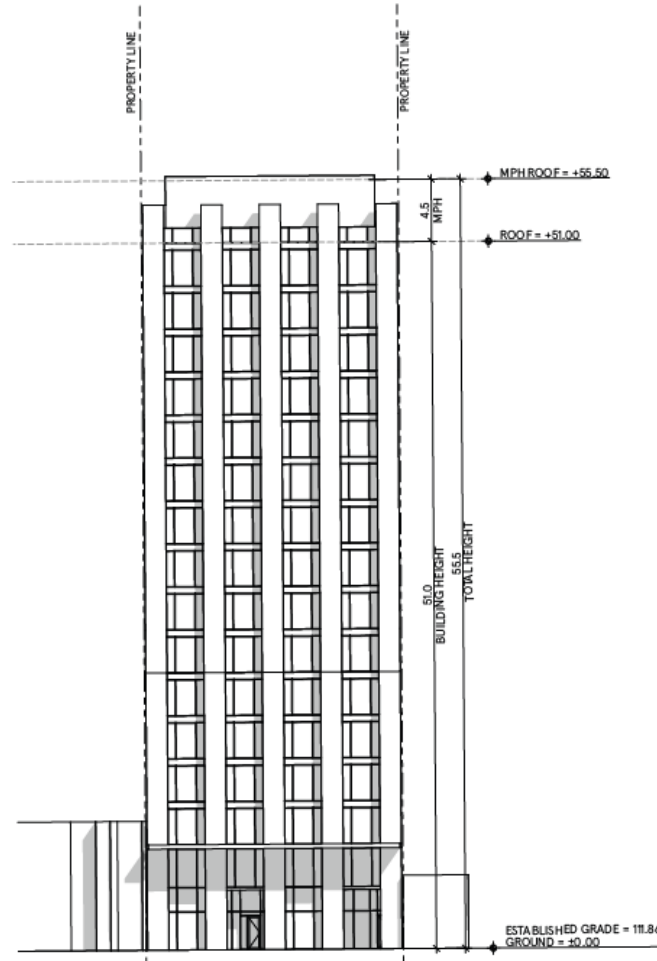 PROPERTY LINE
PROPERTY LINE
MPH ROOF = +55.50
4.5
MPH
ROOF = +51.00
51.0
BUILDING HEIGHT
55.5
TOTAL HEIGHT
ESTABLISHED GRADE = 111.8
GROUND = ±0.00